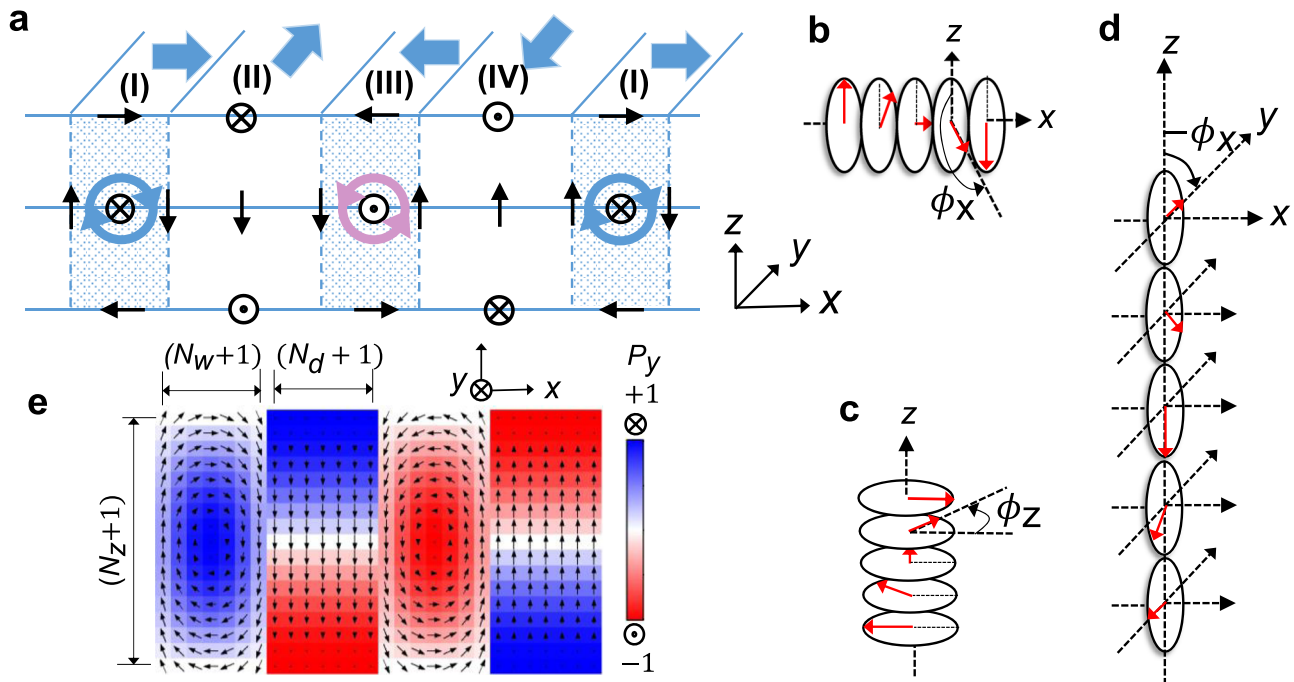 a
(I)
(II)
(III)
(IV)
(I)
z
y
x
b
z
x
ϕx
d
z
ϕX
y
x
c
z
ϕz
e
(Nw+1)
(Nd + 1)
y
x
Py
+1
−1
(Nz+1)